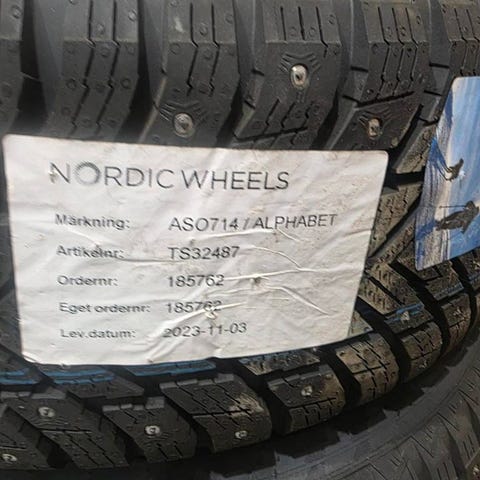 NORDIC WHEELS
Märkning: ASO714 / ALPHABET
Artikelnr: TS32487
Ordernr: 185762
Eget ordernr: 185762
Lev.datum: 2023-11-03